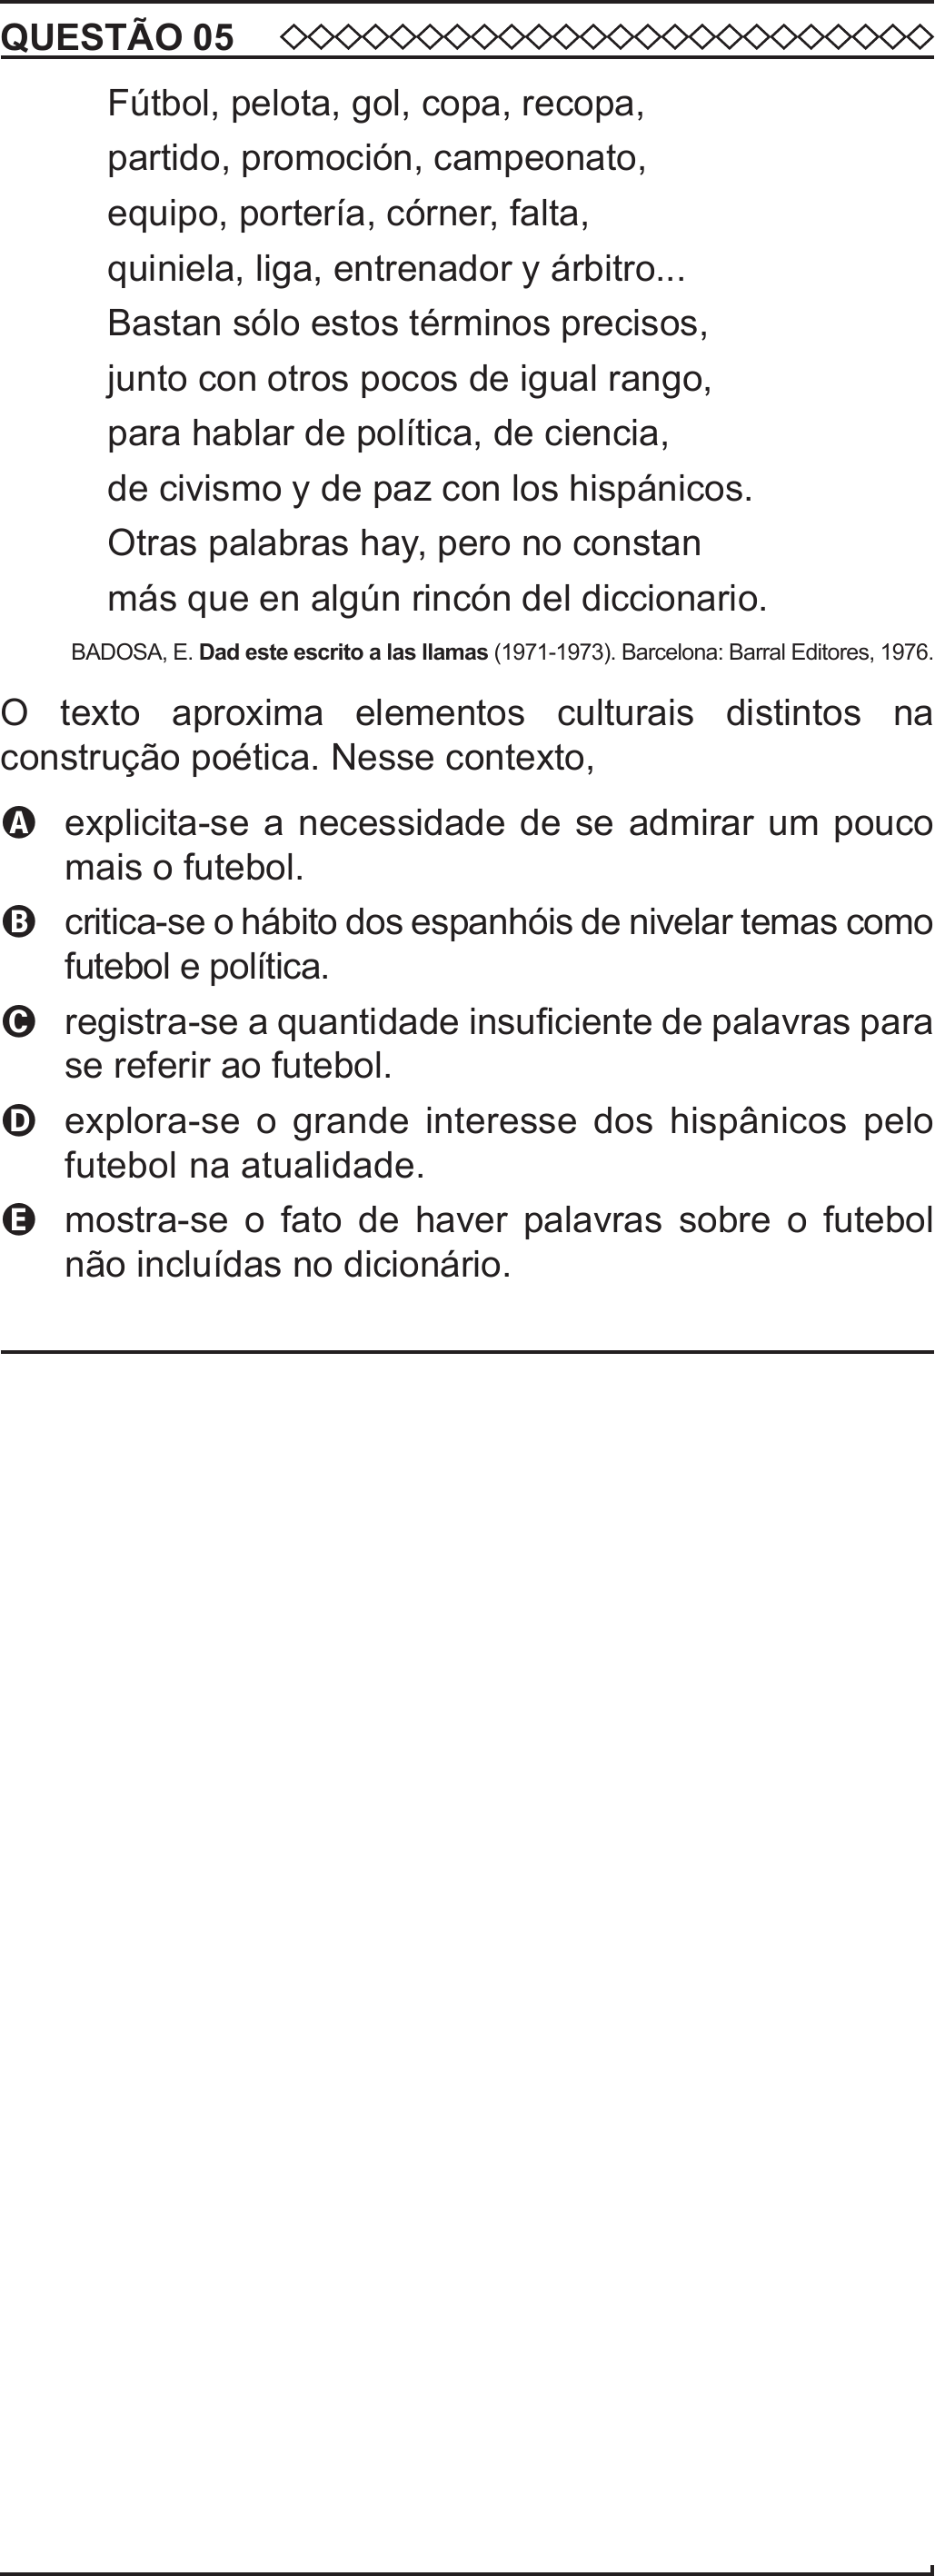 QUESTÃO 05
Fútbol, pelota, gol, copa, recopa,
partido, promoción, campeonato,
equipo, portería, córner, falta,
quiniela, liga, entrenador y árbitro...
Bastan sólo estos términos precisos,
junto con otros pocos de igual rango,
para hablar de política, de ciencia,
de civismo y de paz con los hispánicos.
Otras palabras hay, pero no constan
más que en algún rincón del diccionario.
BADOSA, E. Dad este escrito a las llamas (1971-1973). Barcelona: Barral Editores, 1976.
O texto aproxima elementos culturais distintos na
construção poética. Nesse contexto,
A explicita-se a necessidade de se admirar um pouco
mais o futebol.
B critica-se o hábito dos espanhóis de nivelar temas como
futebol e política.
C registra-se a quantidade insuficiente de palavras para
se referir ao futebol.
D explora-se o grande interesse dos hispânicos pelo
futebol na atualidade.
E mostra-se o fato de haver palavras sobre o futebol
não incluídas no dicionário.